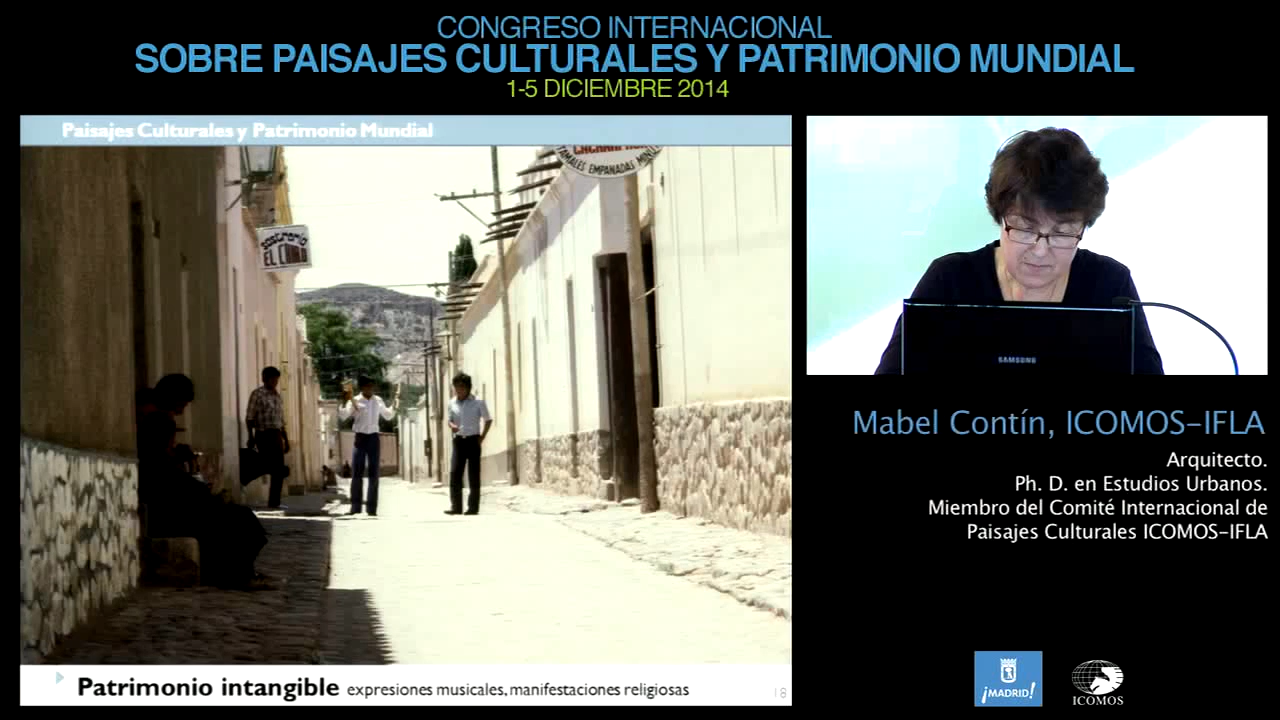 CONGRESO INTERNACIONAL
SOBRE PAISAJES CULTURALES Y PATRIMONIO MUNDIAL
1-5 DICIEMBRE 2014
Paisajes Culturales y Patrimonio Mundial
TAMALES EMPANADAS
sastreria
EL
SAMSUNG
Mabel Contín, ICOMOS-IFLA
Arquitecto.
Ph. D. en Estudios Urbanos.
Miembro del Comité Internacional de
Paisajes Culturales ICOMOS-IFLA
Patrimonio intangible expresiones musicales, manifestaciones religiosas
18
¡MADRID!
ICOMOS